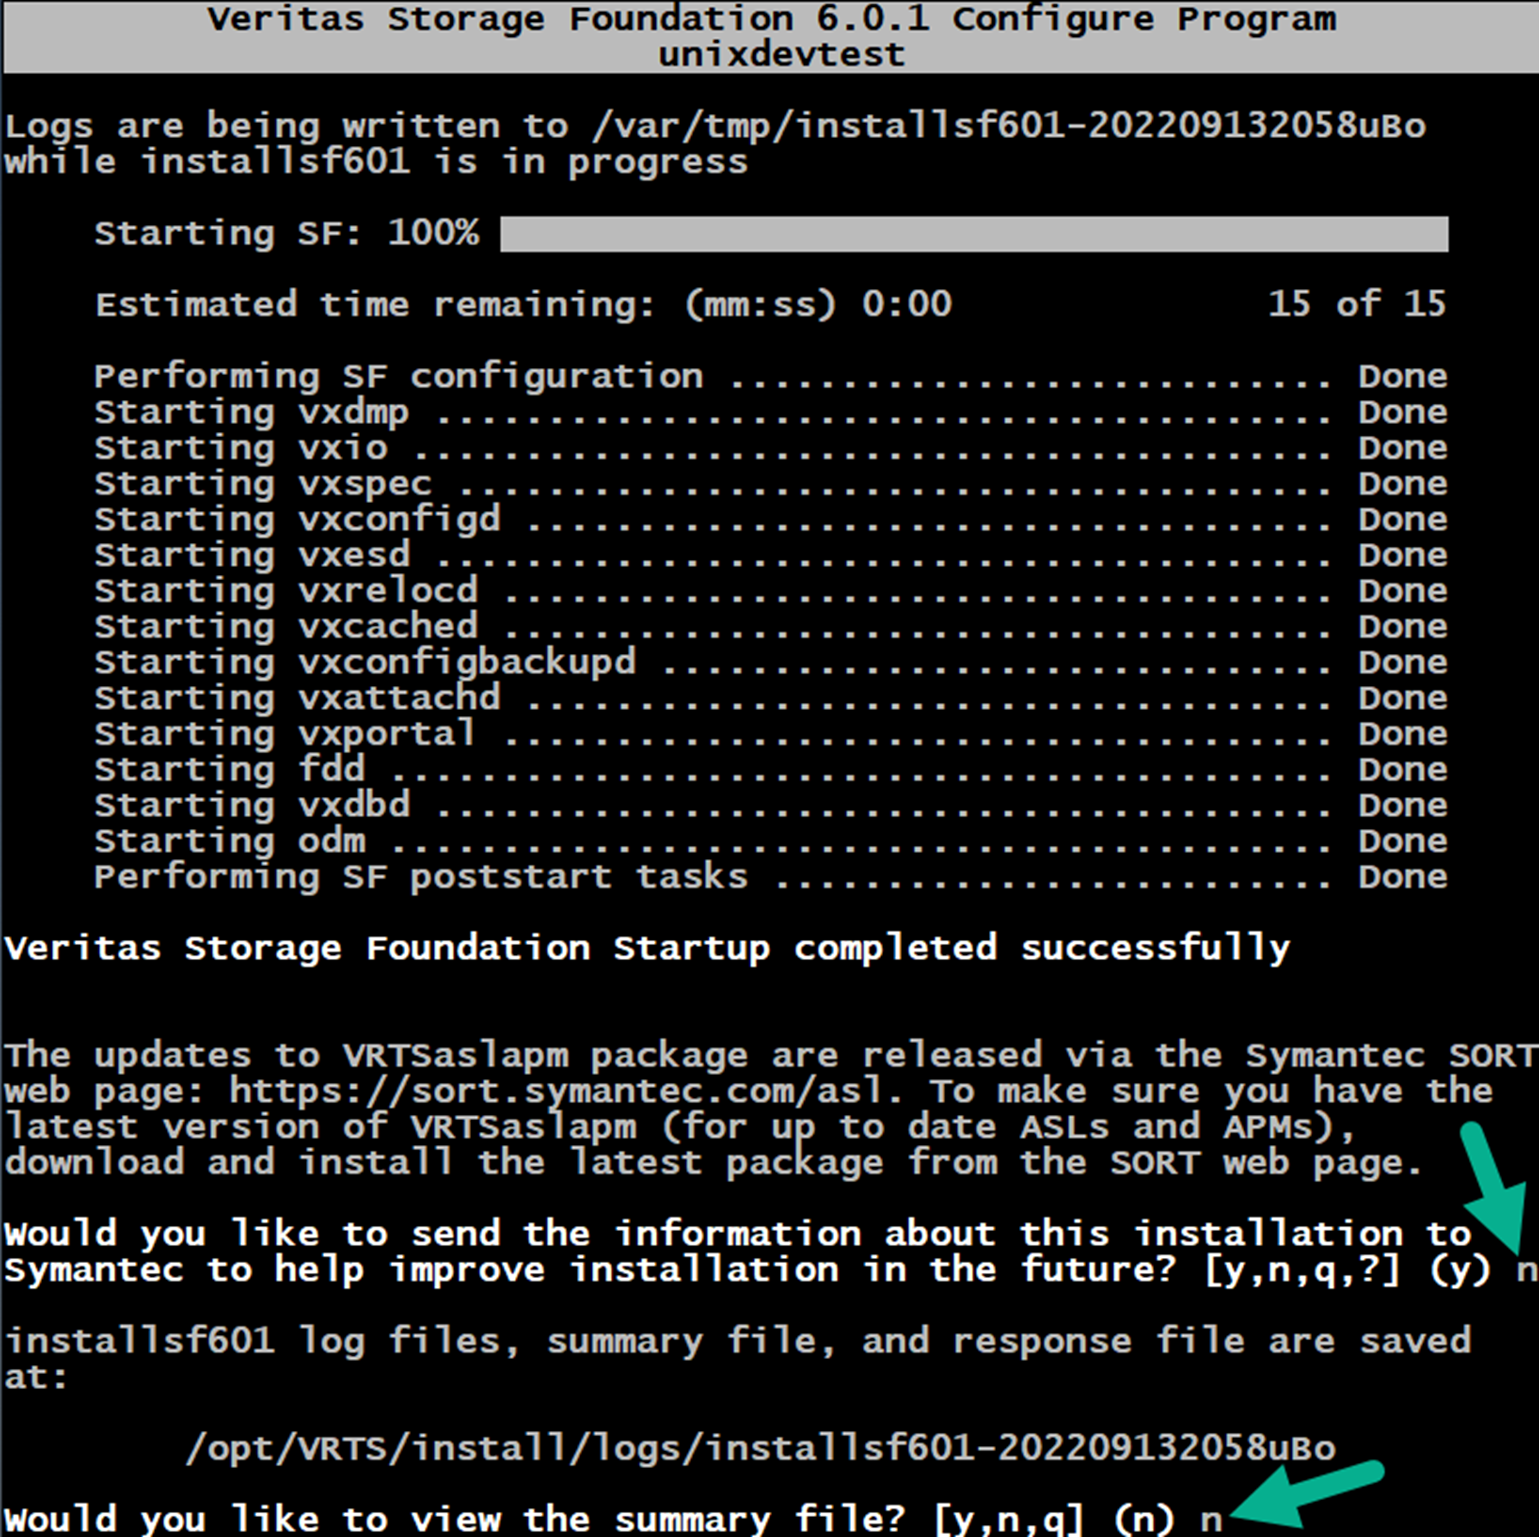 Veritas Storage Foundation 6.0.1 Configure Program
unixdevtest
Logs are being written to /var/tmp/installsf601-202209132058uBo
while installsf601 is in progress
Starting SF: 100%
Estimated time remaining: (mm:ss) 0:00 15 of 15
Performing SF configuration ........................... Done
Starting vxdmp ........................................ Done
Starting vxio ......................................... Done
Starting vxspec ....................................... Done
Starting vxconfigd .................................... Done
Starting vxesd ........................................ Done
Starting vxrelocd ..................................... Done
Starting vxcached ..................................... Done
Starting vxconfigbackupd .............................. Done
Starting vxattachd .................................... Done
Starting vxportal ..................................... Done
Starting fdd .......................................... Done
Starting vxdbd ........................................ Done
Starting odm .......................................... Done
Performing SF poststart tasks ......................... Done
Veritas Storage Foundation Startup completed successfully
The updates to VRTSaslapm package are released via the Symantec SORT
web page: https://sort.symantec.com/asl. To make sure you have the
latest version of VRTSaslapm (for up to date ASLs and APMs),
download and install the latest package from the SORT web page.
Would you like to send the information about this installation to
Symantec to help improve installation in the future? [y,n,q,?] (y) n
installsf601 log files, summary file, and response file are saved
at:
/opt/VRTS/install/logs/installsf601-202209132058uBo
Would you like to view the summary file? [y,n,q] (n) n